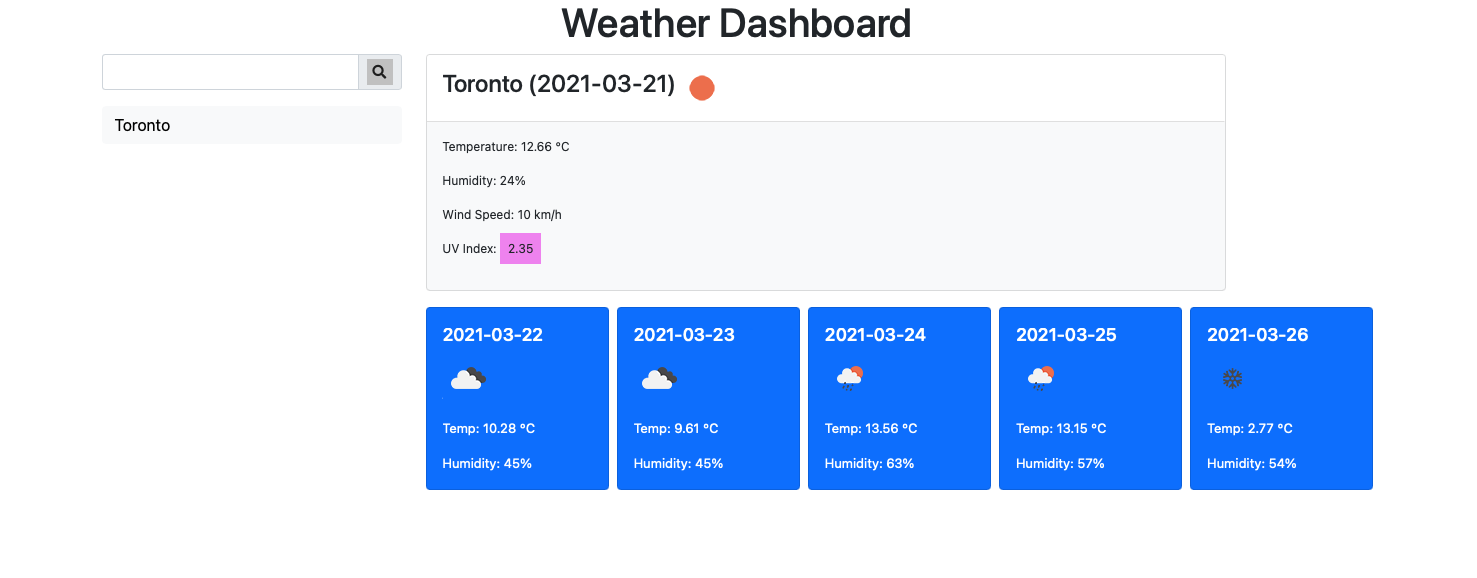 Weather Dashboard
Toronto
Toronto (2021-03-21)
Temperature: 12.66 °C
Humidity: 24%
Wind Speed: 10 km/h
UV Index: 2.35
2021-03-22
Temp: 10.28 °C
Humidity: 45%
2021-03-23
Temp: 9.61 °C
Humidity: 45%
2021-03-24
Temp: 13.56 °C
Humidity: 63%
2021-03-25
Temp: 13.15 °C
Humidity: 57%
2021-03-26
Temp: 2.77 °C
Humidity: 54%